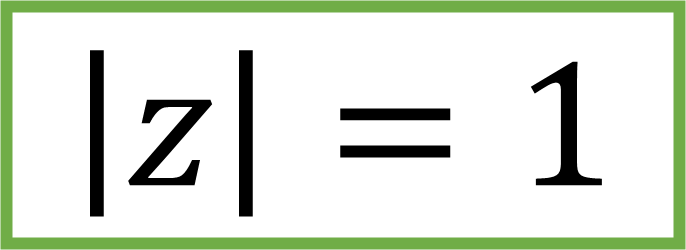 |z| = 1